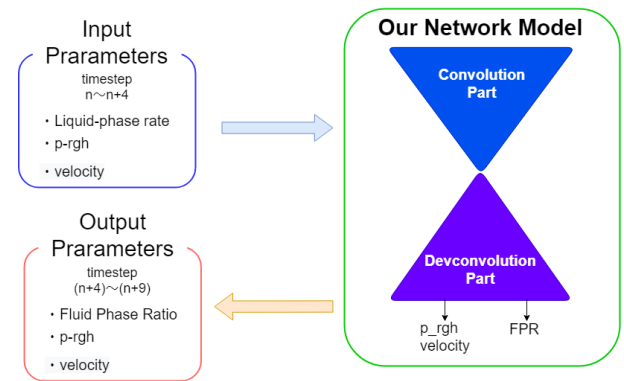 Input
Prarameters
timestep
n～n+4
・Liquid-phase rate
・p-rgh
・velocity
Our Network Model
Convolution
Part
Devconvolution
Part
p_rgh
velocity
FPR
Output
Prarameters
timestep
(n+4)～(n+9)
・Fluid Phase Ratio
・p-rgh
・velocity